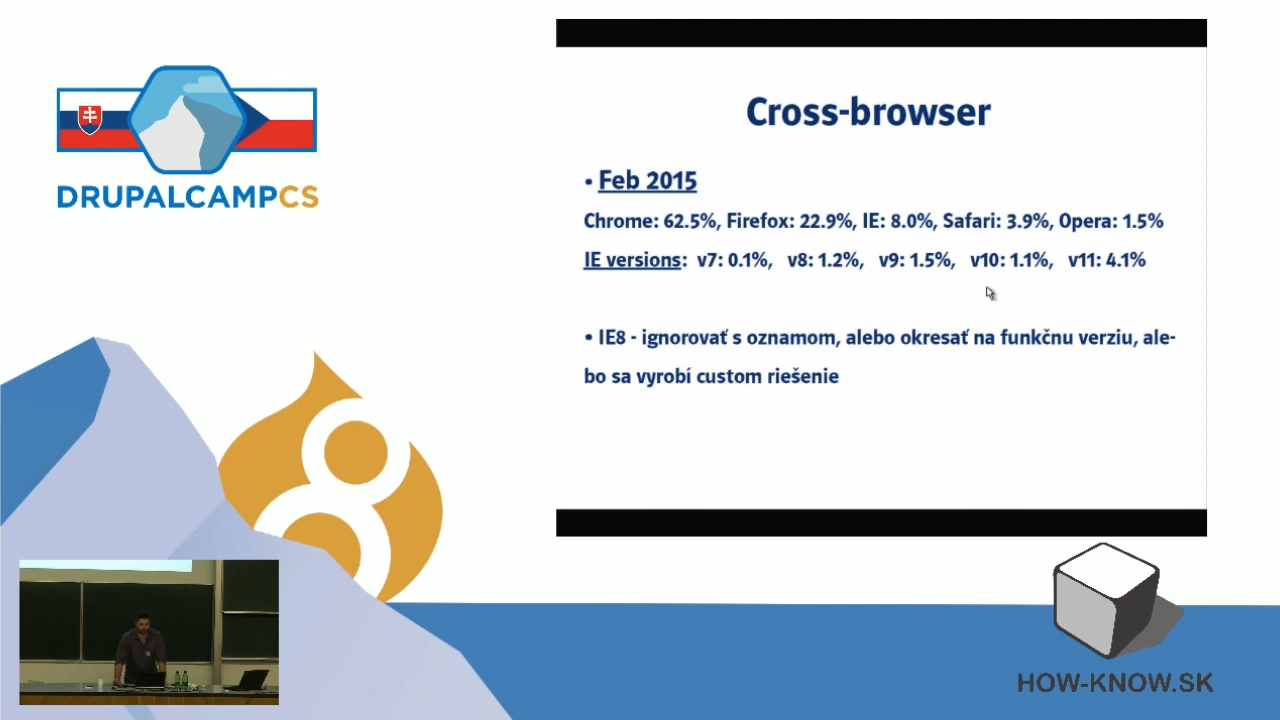 DRUPALCAMPCS
Cross-browser
• Feb 2015
Chrome: 62.5%, Firefox: 22.9%, IE: 8.0%, Safari: 3.9%, Opera: 1.5%
IE versions: v7: 0.1%, v8: 1.2%, v9: 1.5%, v10: 1.1%, v11: 4.1%
• IE8 - ignorovať s oznamom, alebo okresať na funkčnu verziu, ale-
bo sa vyrobí custom riešenie
8
HOW-KNOW.SK